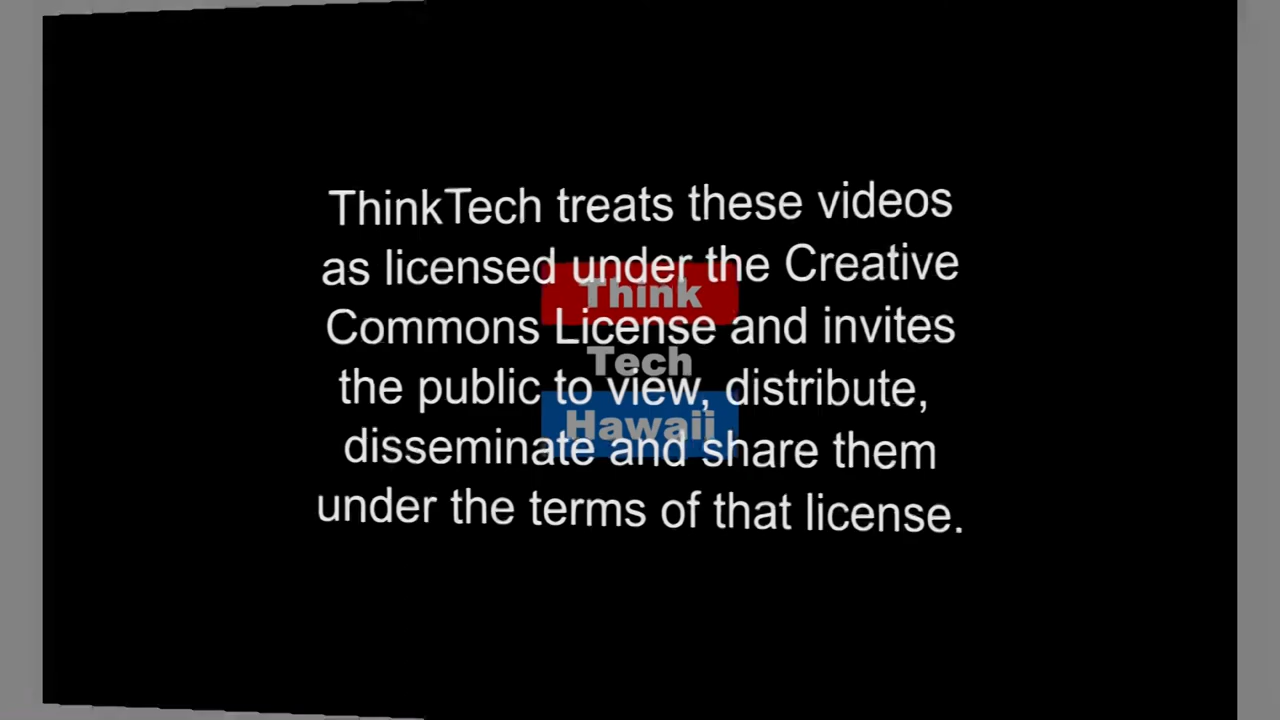 ThinkTech treats these videos
as licensed under the Creative
Commons License and invites
the public to view, distribute,
disseminate and share them
under the terms of that license.
Think
Tech
Hawaii